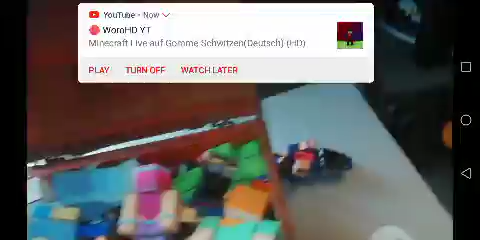 YouTube • Now
WoroHD YT
Minecraft Live auf Gomme Schwitzen(Deutsch) (HD)
PLAY TURN OFF WATCH LATER